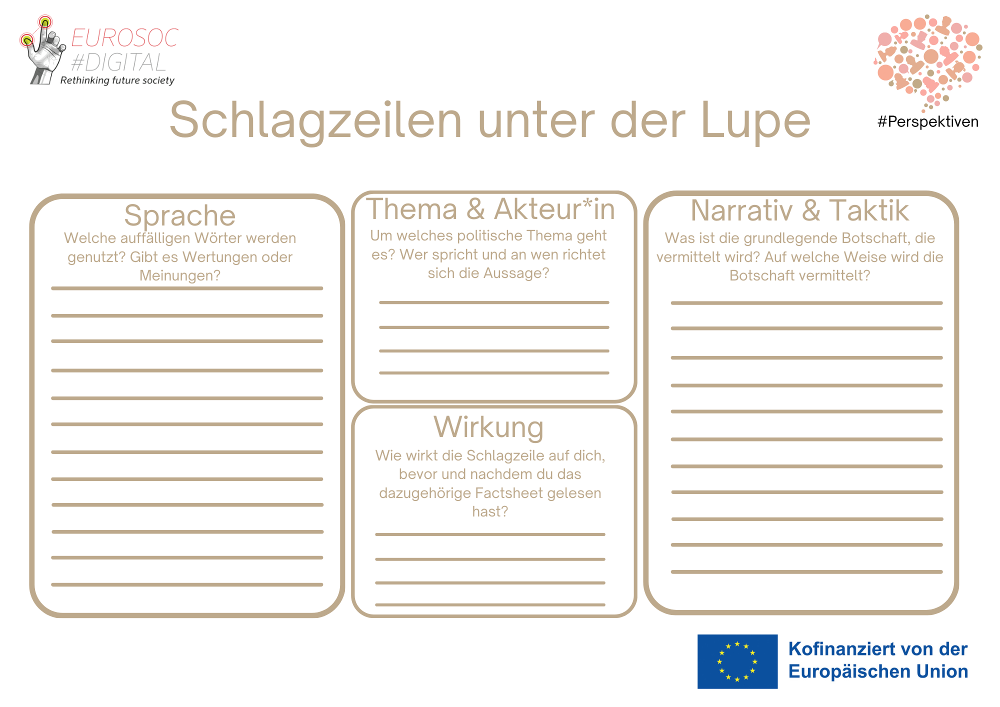 EUROSOC
#DIGITAL
Rethinking future society
#Perspektiven
Schlagzeilen unter der Lupe
Sprache
Welche auffälligen Wörter werden
genutzt? Gibt es Wertungen oder
Meinungen?
Thema & Akteur*in
Um welches politische Thema geht
es? Wer spricht und an wen richtet
sich die Aussage?
Wirkung
Wie wirkt die Schlagzeile auf dich,
bevor und nachdem du das
dazugehörige Factsheet gelesen
hast?
Narrativ & Taktik
Was ist die grundlegende Botschaft, die
vermittelt wird? Auf welche Weise wird die
Botschaft vermittelt?
Kofinanziert von der
Europäischen Union